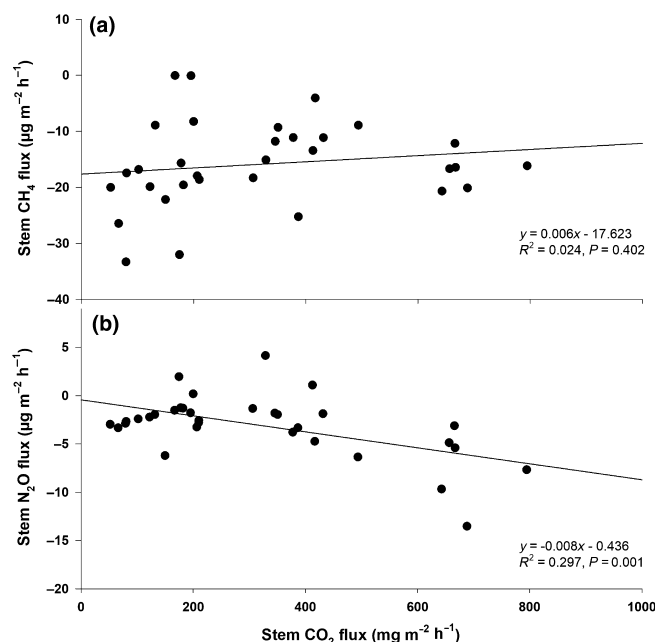 (a)
10
0
–10
–20
–30
–40
Stem CH₄ flux (µg m⁻² h⁻¹)
y = 0.006x - 17.623
R² = 0.024, P = 0.402
(b)
5
0
–5
–10
–15
–20
Stem N₂O flux (µg m⁻² h⁻¹)
y = -0.008x - 0.436
R² = 0.297, P = 0.001
0 200 400 600 800 1000
Stem CO₂ flux (mg m⁻² h⁻¹)